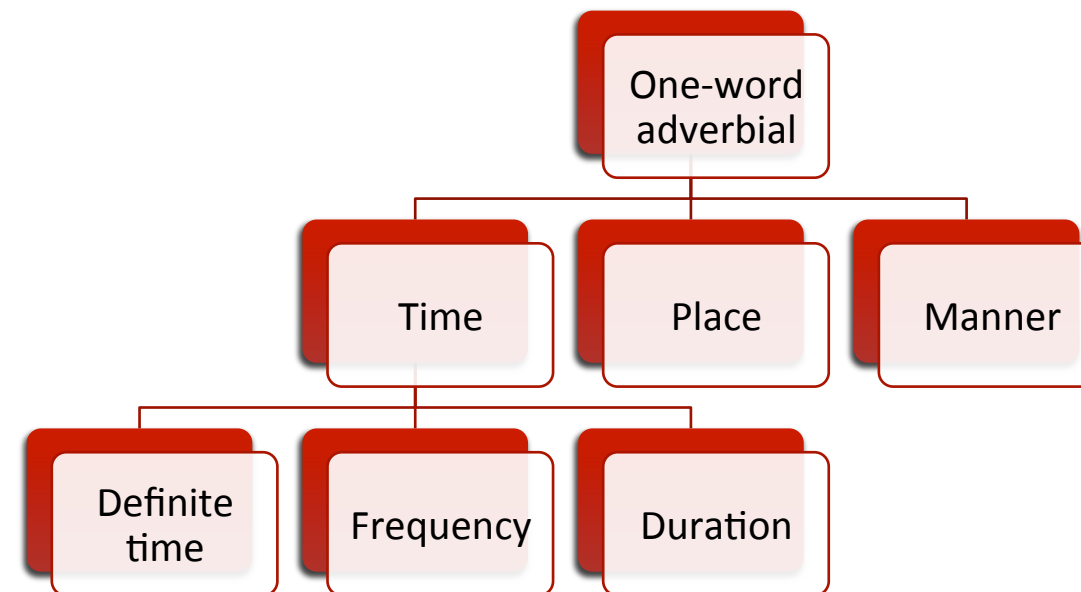 One-word
adverbial
Time
Place
Manner
Definite
time
Frequency
Duration